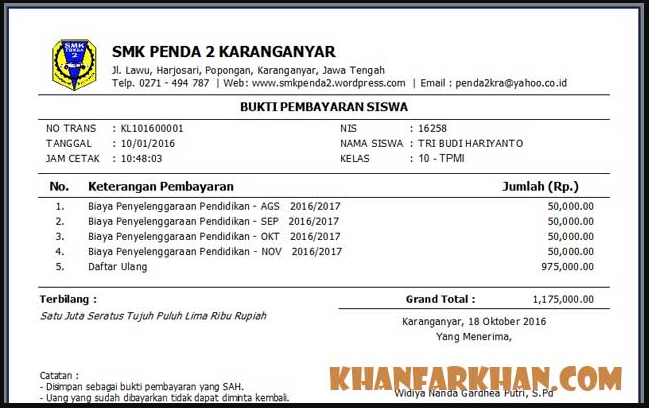 SMK PENDA 2
SMK PENDA 2 KARANGANYAR
Jl. Lawu, Harjosari, Popongan, Karanganyar, Jawa Tengah
Telp. 0271 - 494 787 | Web: www.smkpenda2.wordpress.com | Email : penda2kra@yahoo.co.id
BUKTI PEMBAYARAN SISWA
NO TRANS : KL101600001 NIS : 16258
TANGGAL : 10/01/2016 NAMA SISWA : TRI BUDI HARIYANTO
JAM CETAK : 10:48:03 KELAS : 10 - TPMI
No. Keterangan Pembayaran Jumlah (Rp.)
1. Biaya Penyelenggaraan Pendidikan - AGS 2016/2017 50,000.00
2. Biaya Penyelenggaraan Pendidikan - SEP 2016/2017 50,000.00
3. Biaya Penyelenggaraan Pendidikan - OKT 2016/2017 50,000.00
4. Biaya Penyelenggaraan Pendidikan - NOV 2016/2017 50,000.00
5. Daftar Ulang 975,000.00
Terbilang : Grand Total : 1,175,000.00
Satu Juta Seratus Tujuh Puluh Lima Ribu Rupiah
Karanganyar, 18 Oktober 2016
Yang Menerima,
KHANFARKHAN.COM
Catatan :
- Disimpan sebagai bukti pembayaran yang SAH.
- Uang yang sudah dibayarkan tidak dapat diminta kembali.
Widiya Nanda Gardhea Putri, S.Pd